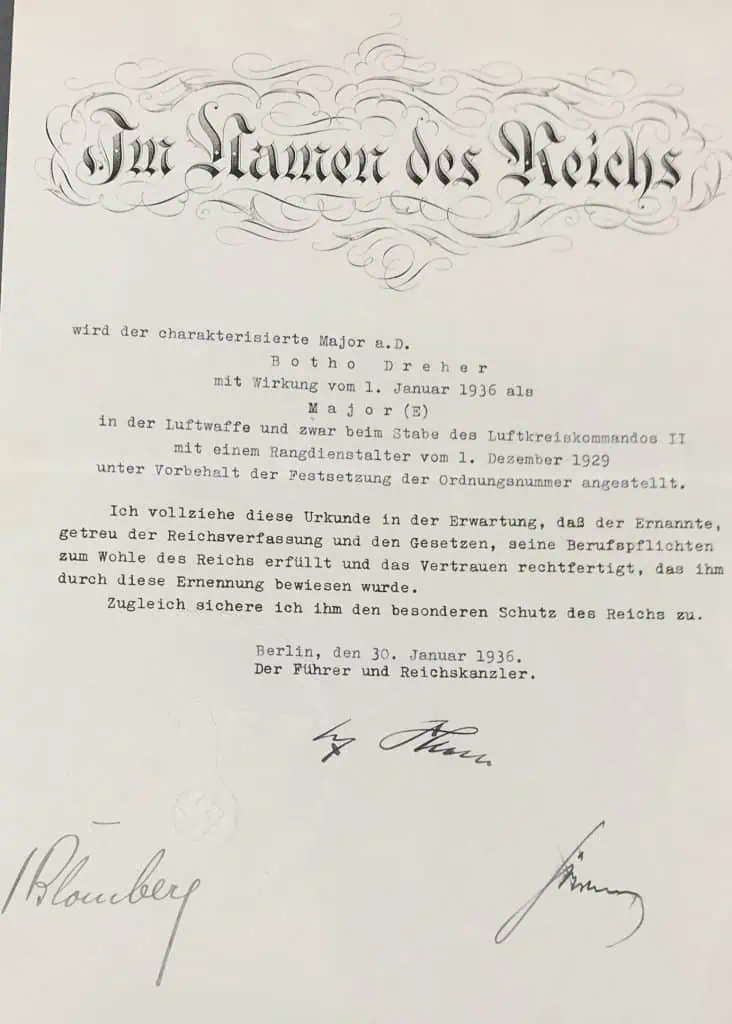 Im Namen des Reichs
wird der charakterisierte Major a.D.
B o t h o  D r e h e r
mit Wirkung vom 1. Januar 1936 als
M a j o r (E)
in der Luftwaffe und zwar beim Stabe des Luftkreiskommandos II
mit einem Rangdienstalter vom 1. Dezember 1929
unter Vorbehalt der Festsetzung der Ordnungsnummer angestellt.
Ich vollziehe diese Urkunde in der Erwartung, daß der Ernannte,
getreu der Reichsverfassung und den Gesetzen, seine Berufspflichten
zum Wohle des Reichs erfüllt und das Vertrauen rechtfertigt, das ihm
durch diese Ernennung bewiesen wurde.
Zugleich sichere ich ihm den besonderen Schutz des Reichs zu.
Berlin, den 30. Januar 1936.
Der Führer und Reichskanzler.
Blomberg